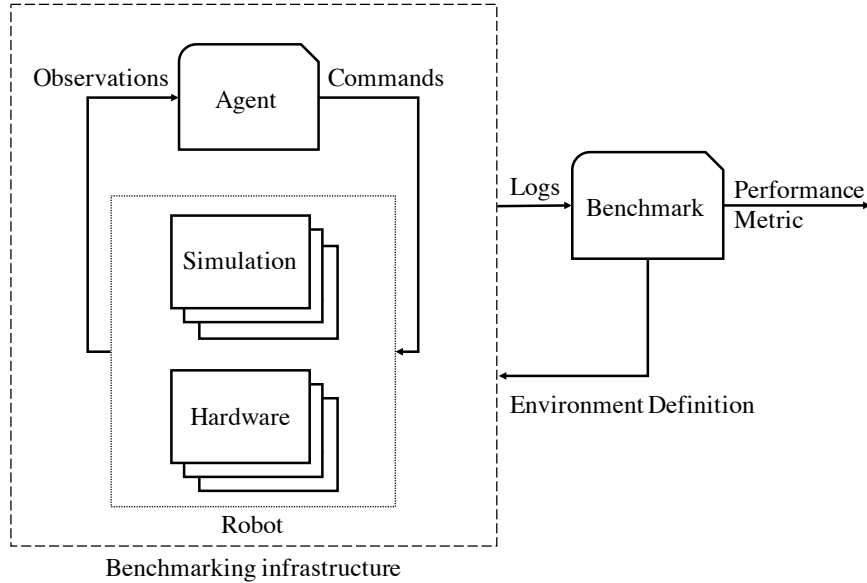 Observations
Agent
Commands
Simulation
Hardware
Robot
Benchmarking infrastructure
Logs
Benchmark
Performance
Metric
Environment Definition